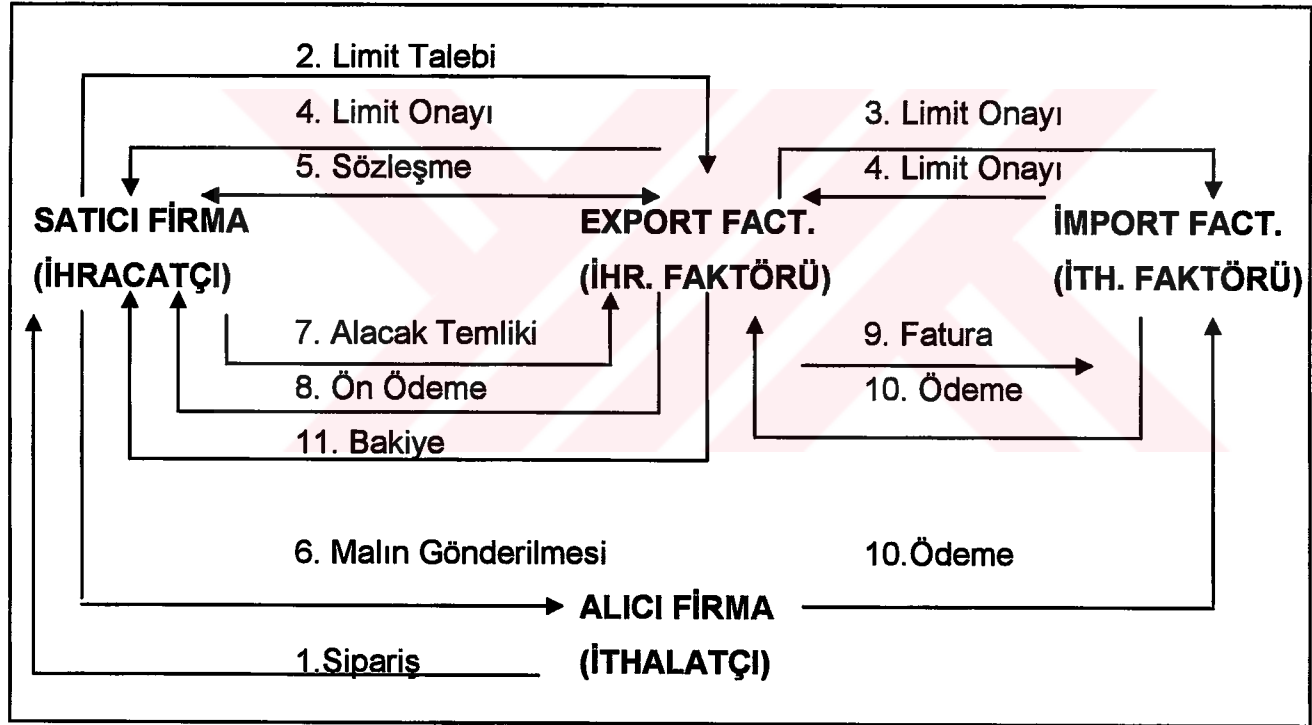 2. Limit Talebi
4. Limit Onayı
3. Limit Onayı
5. Sözleşme
4. Limit Onayı
SATICI FİRMA
(İHRACATÇI)
EXPORT FACT.
(İHR. FAKTÖRÜ)
İMPORT FACT.
(İTH. FAKTÖRÜ)
7. Alacak Temliki
9. Fatura
8. Ön Ödeme
10. Ödeme
11. Bakiye
6. Malın Gönderilmesi
10.Ödeme
ALICI FİRMA
(İTHALATÇI)
1.Sipariş